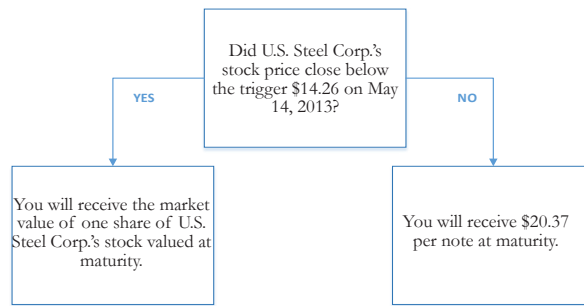 Did U.S. Steel Corp.'s
stock price close below
the trigger $14.26 on May
14, 2013?
YES
NO
You will receive the market
value of one share of U.S.
Steel Corp.'s stock valued at
maturity.
You will receive $20.37
per note at maturity.